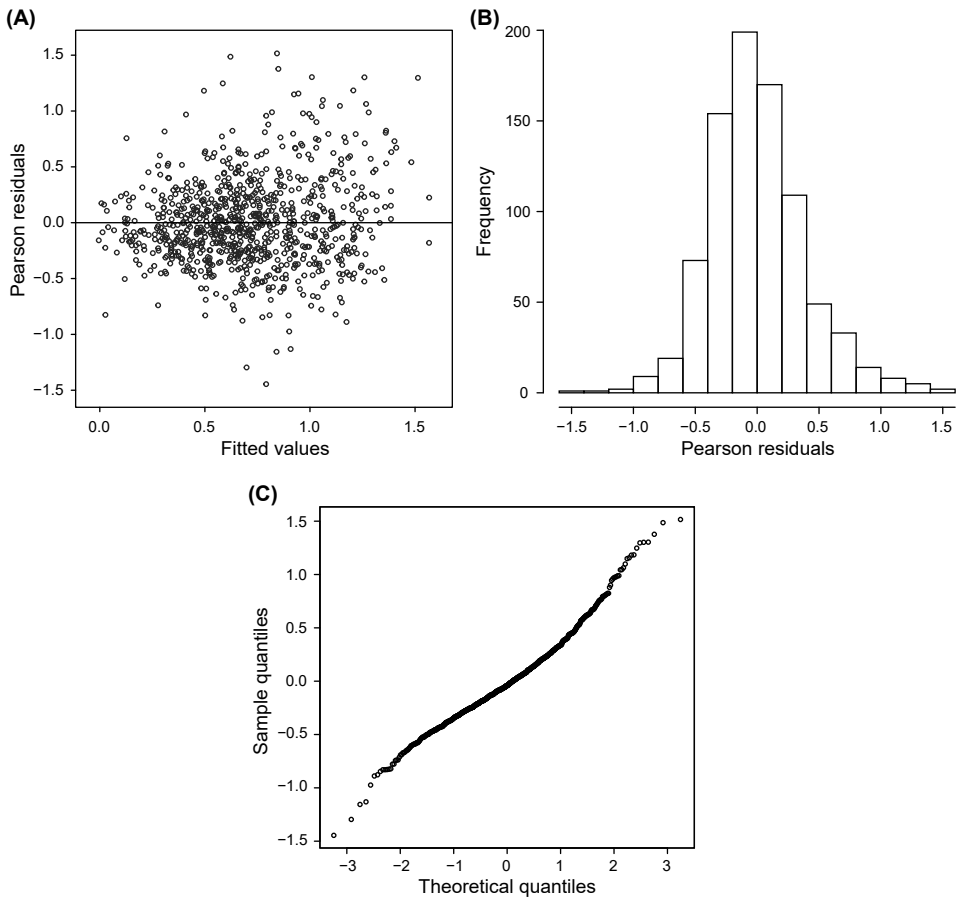 (A)
Pearson residuals
1.5
1.0
0.5
0.0
−0.5
−1.0
−1.5
0.0 0.5 1.0 1.5
Fitted values
(B)
Frequency
200
150
100
50
0
−1.5 −1.0 −0.5 0.0 0.5 1.0 1.5
Pearson residuals
(C)
Sample quantiles
1.5
1.0
0.5
0.0
−0.5
−1.0
−1.5
−3 −2 −1 0 1 2 3
Theoretical quantiles